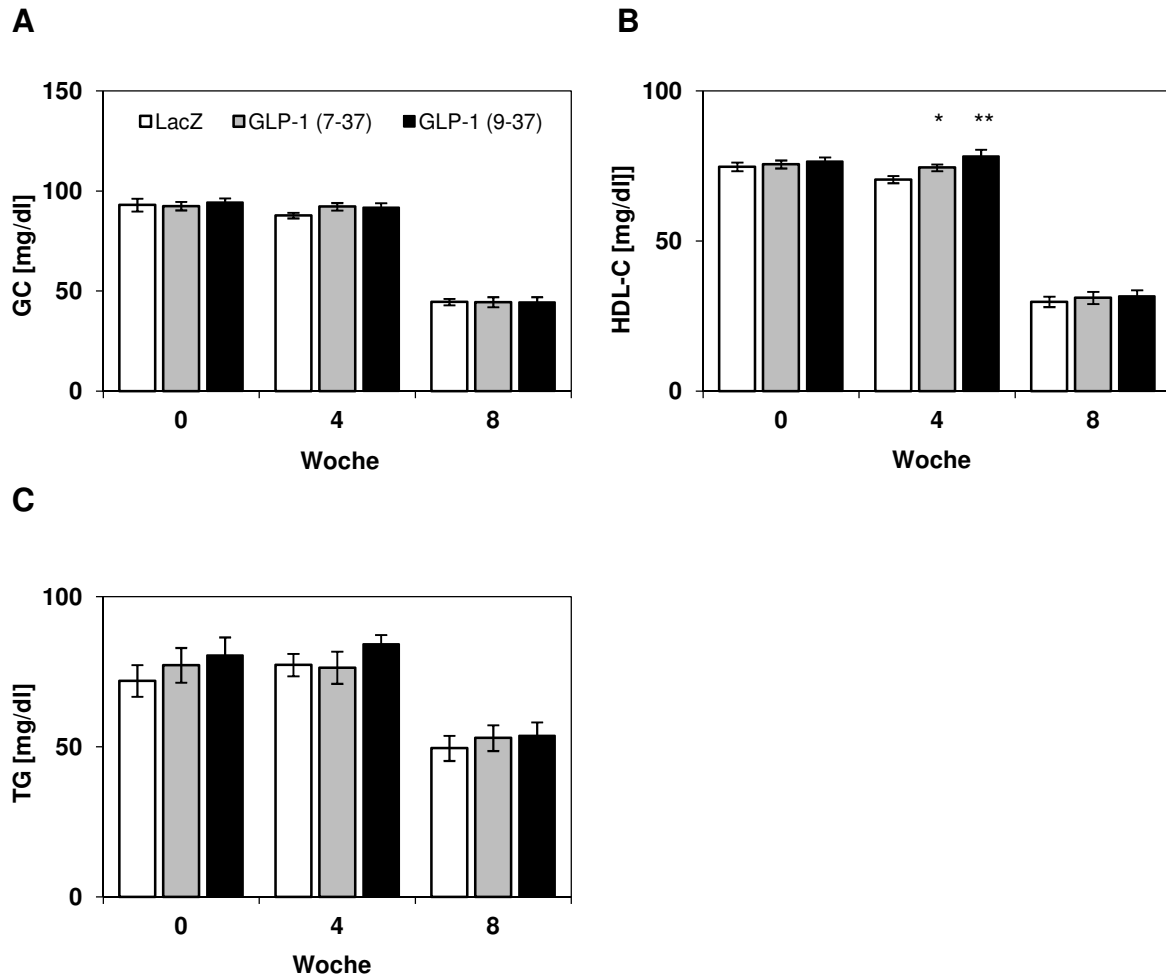 A
GC [mg/dl]
150
100
50
0
LacZ GLP-1 (7-37) GLP-1 (9-37)
0 4 8
Woche
B
HDL-C [mg/dl]]
100
50
0
* **
0 4 8
Woche
C
TG [mg/dl]
100
50
0
0 4 8
Woche